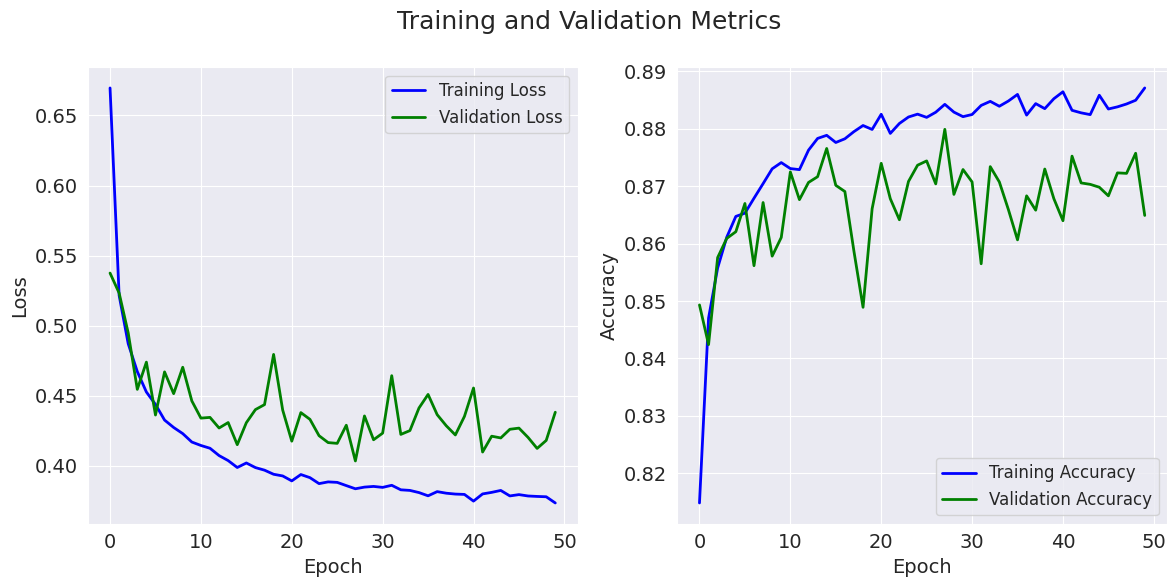 Training and Validation Metrics
Training Loss
Validation Loss
0.65
0.60
0.55
0.50
0.45
0.40
Loss
0
10
20
30
40
50
Epoch
0.89
0.88
0.87
0.86
0.85
0.84
0.83
0.82
Accuracy
Training Accuracy
Validation Accuracy
0
10
20
30
40
50
Epoch